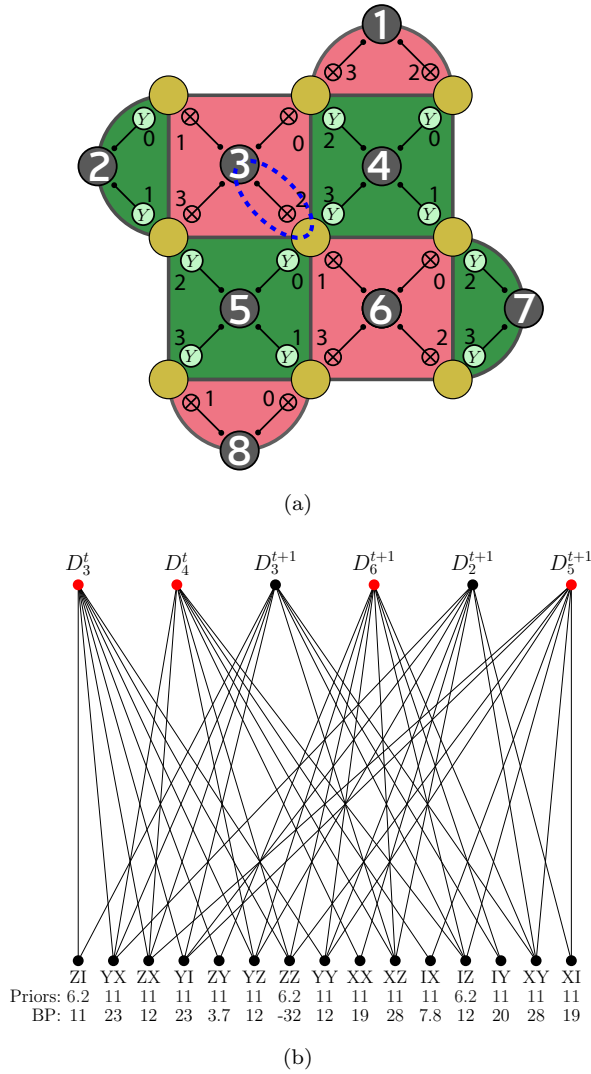 1
3 2
Y Y
1 0 2 0
2 3 4
1 3 2 3 1
Y Y Y
Y Y 1 0 Y
2 0 2
5 6 7
3 1 3 2 3
Y Y Y
1 0
8
(a)
D_3^t D_4^t D_3^{t+1} D_6^{t+1} D_2^{t+1} D_5^{t+1}
ZI YX ZX YI ZY YZ ZZ YY XX XZ IX IZ IY XY XI
Priors: 6.2 11 11 11 11 11 6.2 11 11 11 11 6.2 11 11 11
BP: 11 23 12 23 3.7 12 -32 12 19 28 7.8 12 20 28 19
(b)